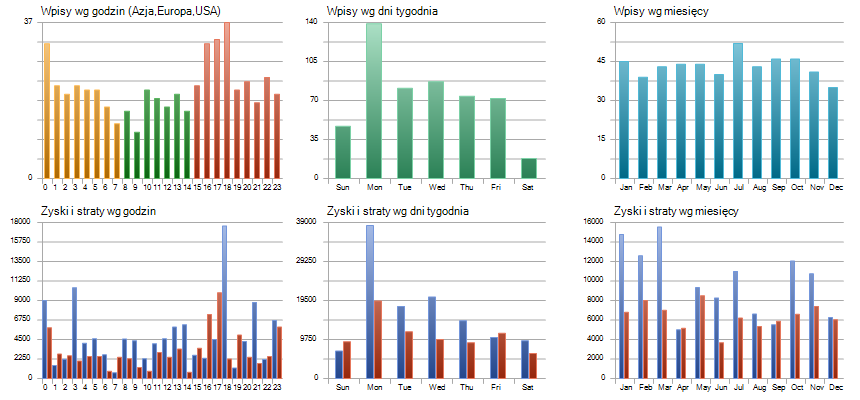 Wpisy wg godzin (Azja,Europa,USA)
37
0
0 1 2 3 4 5 6 7 8 9 10 11 12 13 14 15 16 17 18 19 20 21 22 23
Wpisy wg dni tygodnia
140
105
70
35
0
Sun Mon Tue Wed Thu Fri Sat
Wpisy wg miesięcy
60
45
30
15
0
Jan Feb Mar Apr May Jun Jul Aug Sep Oct Nov Dec
Zyski i straty wg godzin
18000
15750
13500
11250
9000
6750
4500
2250
0
0 1 2 3 4 5 6 7 8 9 10 11 12 13 14 15 16 17 18 19 20 21 22 23
Zyski i straty wg dni tygodnia
39000
29250
19500
9750
0
Sun Mon Tue Wed Thu Fri Sat
Zyski i straty wg miesięcy
16000
14000
12000
10000
8000
6000
4000
2000
0
Jan Feb Mar Apr May Jun Jul Aug Sep Oct Nov Dec